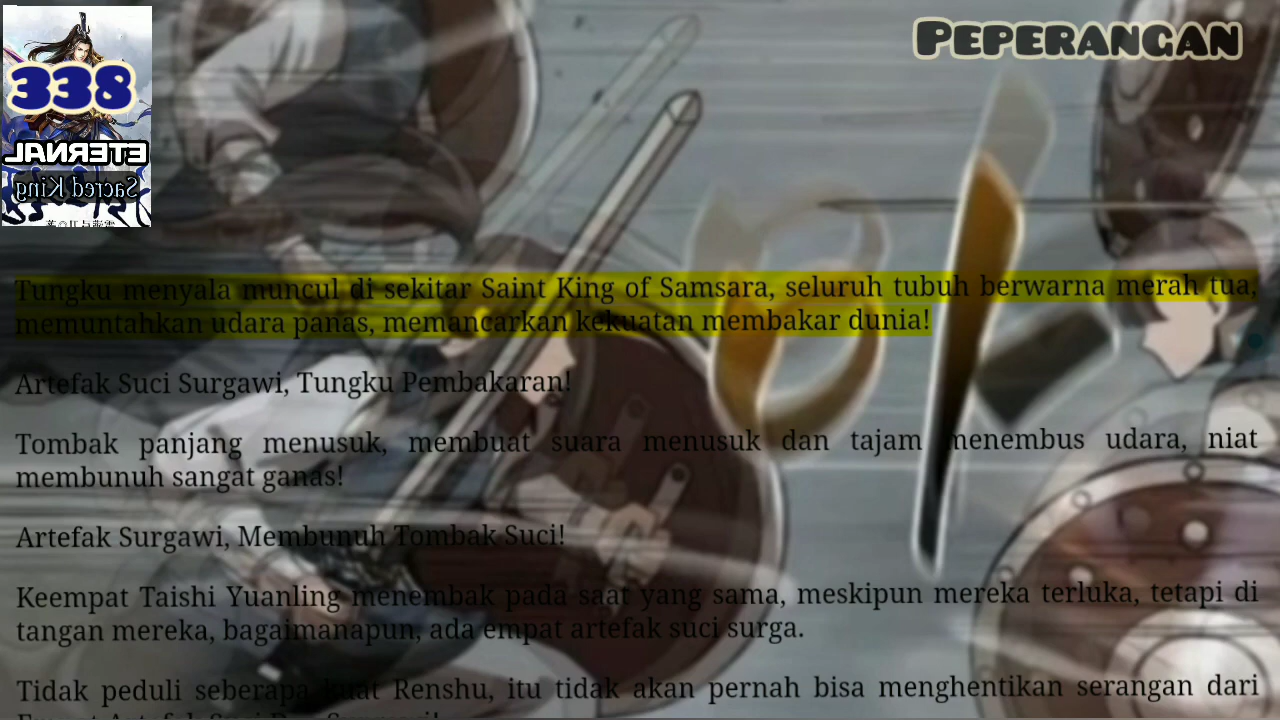 Peperangan
338
ETERNAL
Sacred King
Tungku menyala muncul di sekitar Saint King of Samsara, seluruh tubuh berwarna merah tua,
memuntahkan udara panas, memancarkan kekuatan membakar dunia!
Artefak Suci Surgawi, Tungku Pembakaran!
Tombak panjang menusuk, membuat suara menusuk dan tajam menembus udara, niat
membunuh sangat ganas!
Artefak Surgawi, Membunuh Tombak Suci!
Keempat Taishi Yuanling menembak pada saat yang sama, meskipun mereka terluka, tetapi di
tangan mereka, bagaimanapun, ada empat artefak suci surga.
Tidak peduli seberapa kuat Renshu, itu tidak akan pernah bisa menghentikan serangan dari